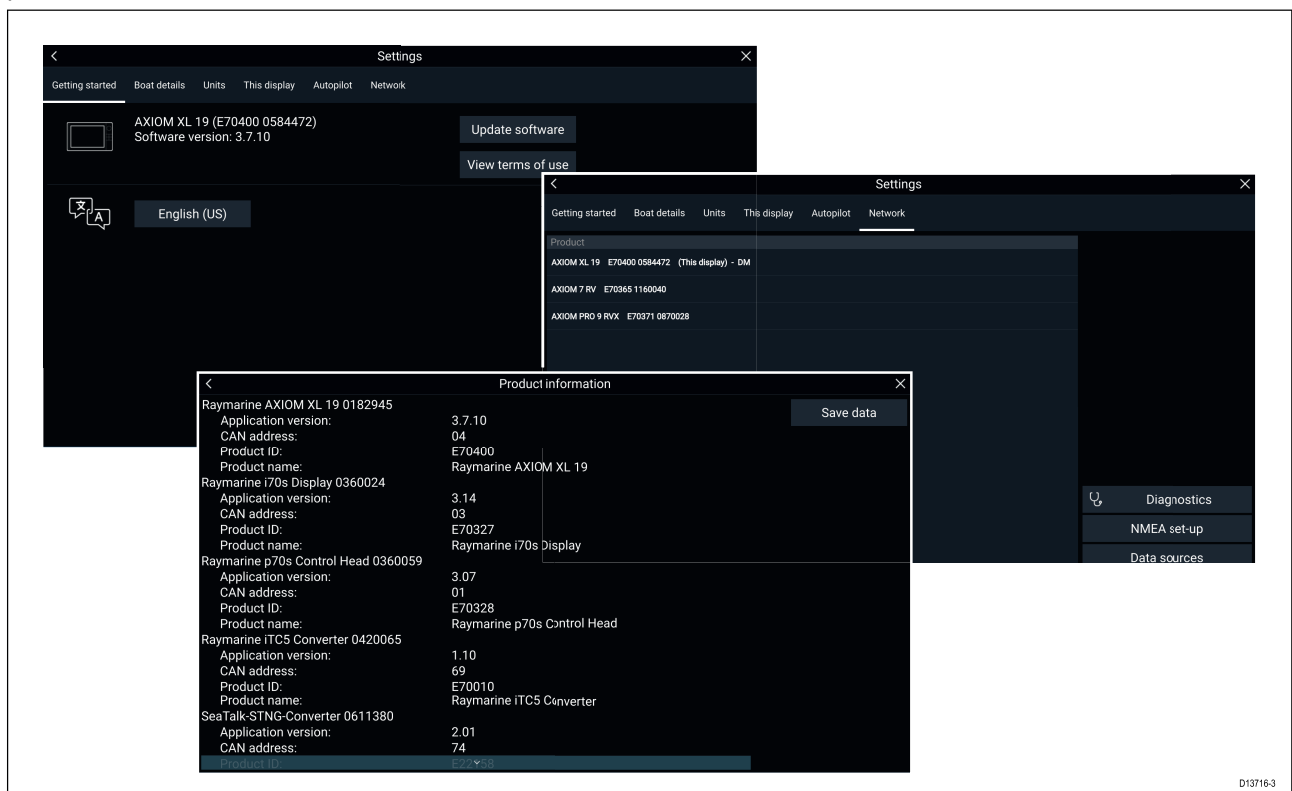 Settings
Getting started Boat details Units This display Autopilot Network
AXIOM XL 19 (E70400 0584472)
Software version: 3.7.10
Update software
View terms of use
English (US)
Settings
Getting started Boat details Units This display Autopilot Network
Product
AXIOM XL 19 E70400 0584472 (This display) - DM
AXIOM 7 RV E70365 1160040
AXIOM PRO 9 RVX E70371 0870028
Diagnostics
NMEA set-up
Data sources
Product information
Save data
Raymarine AXIOM XL 19 0182945
Application version: 3.7.10
CAN address: 04
Product ID: E70400
Product name: Raymarine AXIOM XL 19
Raymarine i70s Display 0360024
Application version: 3.14
CAN address: 03
Product ID: E70327
Product name: Raymarine i70s Display
Raymarine p70s Control Head 0360059
Application version: 3.07
CAN address: 01
Product ID: E70328
Product name: Raymarine p70s Control Head
Raymarine iTC5 Converter 0420065
Application version: 1.10
CAN address: 69
Product ID: E70010
Product name: Raymarine iTC5 Converter
SeaTalk-STNG-Converter 0611380
Application version: 2.01
CAN address: 74
Product ID:
D13716-3